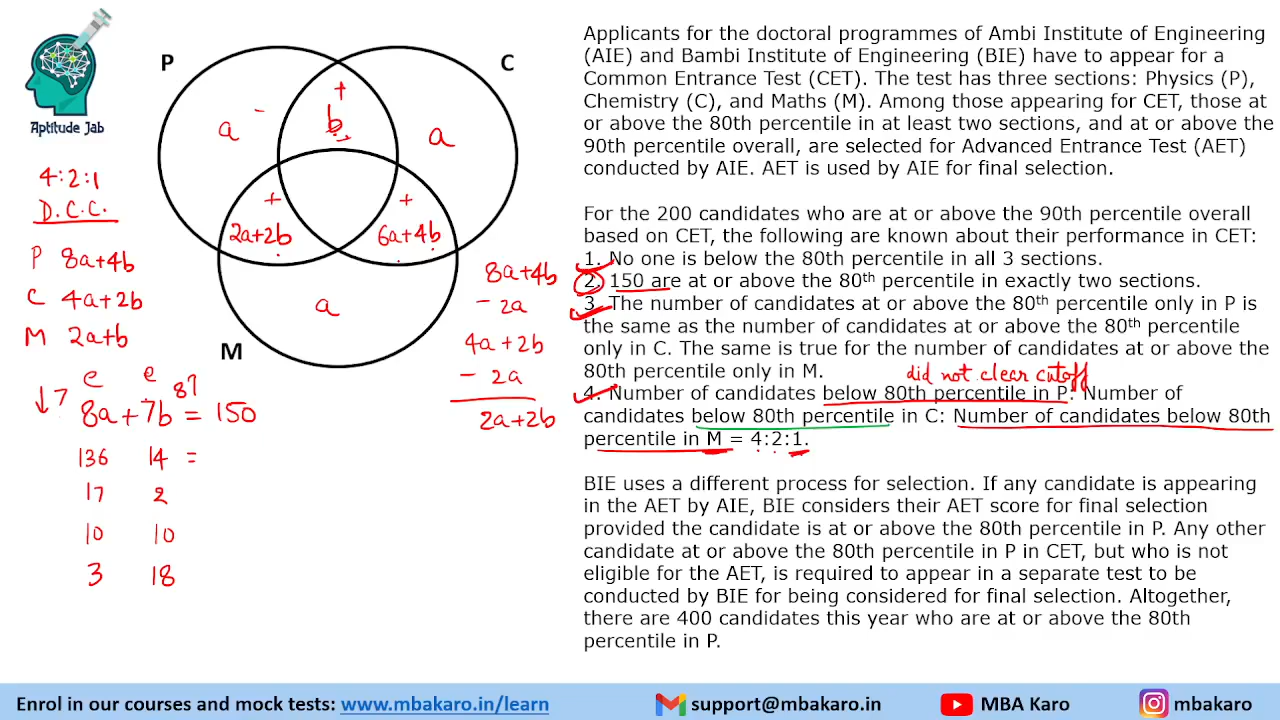 Aptitude Jab
P
C
M
a
+
b
-
a
+
2a+2b
+
6a+4b
a
4:2:1
D.C.C.
P 8a+4b
C 4a+2b
M 2a+b
e e 87
↓7 8a+7b = 150
136 14 =
17 2
10 10
3 18
8a+4b
- 2a
4a+2b
- 2a
2a+2b
Applicants for the doctoral programmes of Ambi Institute of Engineering
(AIE) and Bambi Institute of Engineering (BIE) have to appear for a
Common Entrance Test (CET). The test has three sections: Physics (P),
Chemistry (C), and Maths (M). Among those appearing for CET, those at
or above the 80th percentile in at least two sections, and at or above the
90th percentile overall, are selected for Advanced Entrance Test (AET)
conducted by AIE. AET is used by AIE for final selection.
For the 200 candidates who are at or above the 90th percentile overall
based on CET, the following are known about their performance in CET:
1. No one is below the 80th percentile in all 3 sections.
2. 150 are at or above the 80th percentile in exactly two sections.
3. The number of candidates at or above the 80th percentile only in P is
the same as the number of candidates at or above the 80th percentile
only in C. The same is true for the number of candidates at or above the
80th percentile only in M.
did not clear cutoff
4. Number of candidates below 80th percentile in P: Number of
candidates below 80th percentile in C: Number of candidates below 80th
percentile in M = 4:2:1.
BIE uses a different process for selection. If any candidate is appearing
in the AET by AIE, BIE considers their AET score for final selection
provided the candidate is at or above the 80th percentile in P. Any other
candidate at or above the 80th percentile in P in CET, but who is not
eligible for the AET, is required to appear in a separate test to be
conducted by BIE for being considered for final selection. Altogether,
there are 400 candidates this year who are at or above the 80th
percentile in P.
Enrol in our courses and mock tests: www.mbakaro.in/learn
support@mbakaro.in
MBA Karo
mbakaro